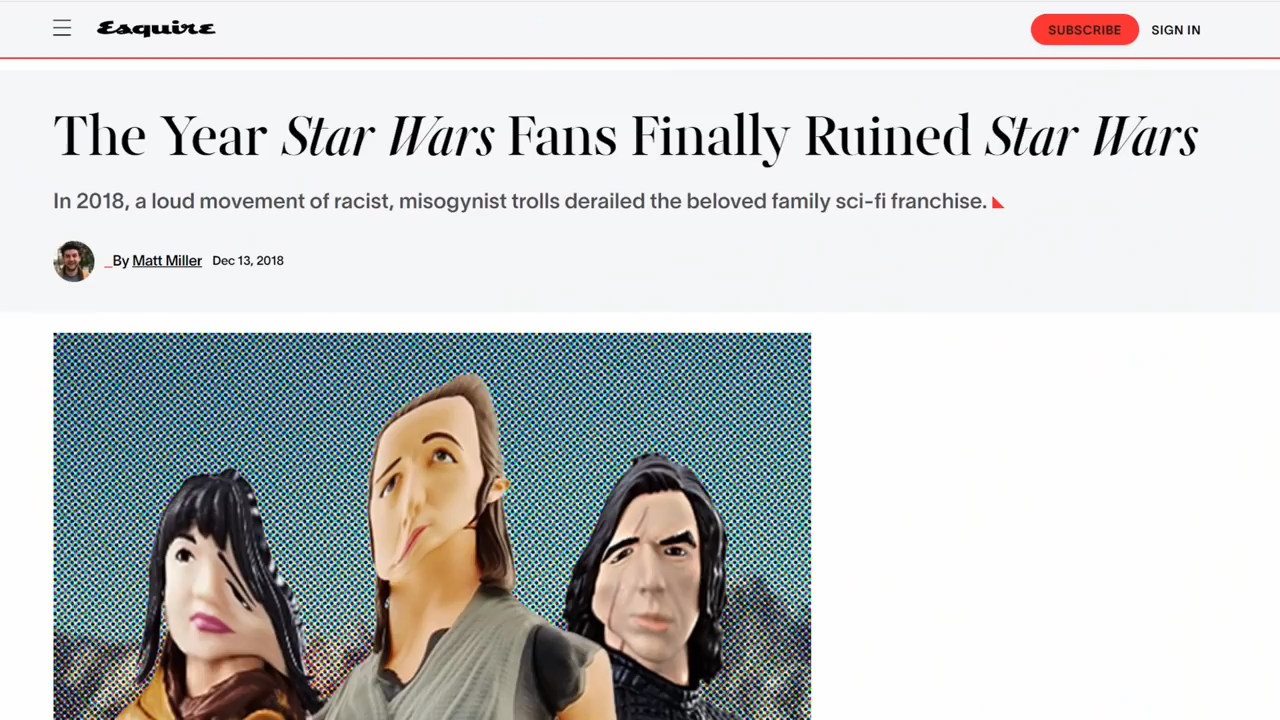 Esquire
SUBSCRIBE
SIGN IN
The Year Star Wars Fans Finally Ruined Star Wars
In 2018, a loud movement of racist, misogynist trolls derailed the beloved family sci-fi franchise.
_By Matt Miller Dec 13, 2018